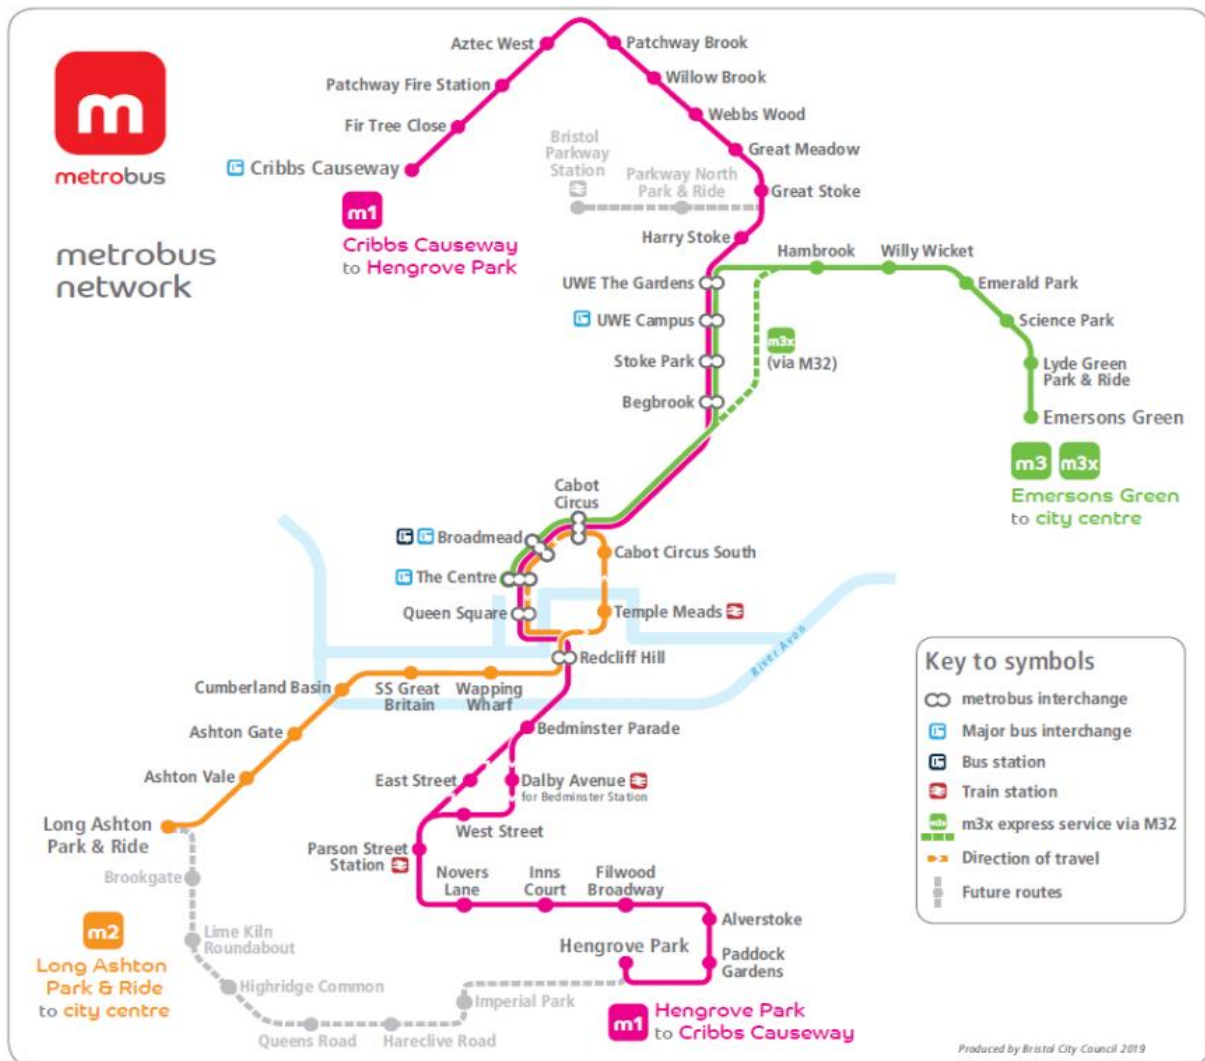 m
metrobus
metrobus
network
Aztec West
Patchway Brook
Patchway Fire Station
Willow Brook
Fir Tree Close
Webbs Wood
Great Meadow
Cribbs Causeway
Bristol
Parkway
Station
Parkway North
Park & Ride
Great Stoke
m1
Cribbs Causeway
to Hengrove Park
Harry Stoke
Hambrook
Willy Wicket
UWE The Gardens
Emerald Park
UWE Campus
Science Park
Stoke Park
m3x
(via M32)
Lyde Green
Park & Ride
Begbrook
Emersons Green
m3 m3x
Emersons Green
to city centre
Cabot
Circus
Broadmead
Cabot Circus South
The Centre
Queen Square
Temple Meads
Redcliff Hill
River Avon
Cumberland Basin
SS Great
Britain
Wapping
Wharf
Ashton Gate
Bedminster Parade
Ashton Vale
East Street
Dalby Avenue
for Bedminster Station
Long Ashton
Park & Ride
West Street
Parson Street
Station
Brookgate
Novers
Lane
Inns
Court
Filwood
Broadway
Alverstoke
m2
Long Ashton
Park & Ride
to city centre
Lime Kiln
Roundabout
Hengrove Park
Paddock
Gardens
Highridge Common
Imperial Park
Queens Road
Hareclive Road
m1
Hengrove Park
to Cribbs Causeway
Key to symbols
metrobus interchange
Major bus interchange
Bus station
Train station
m3x
m3x express service via M32
Direction of travel
Future routes
Produced by Bristol City Council 2019